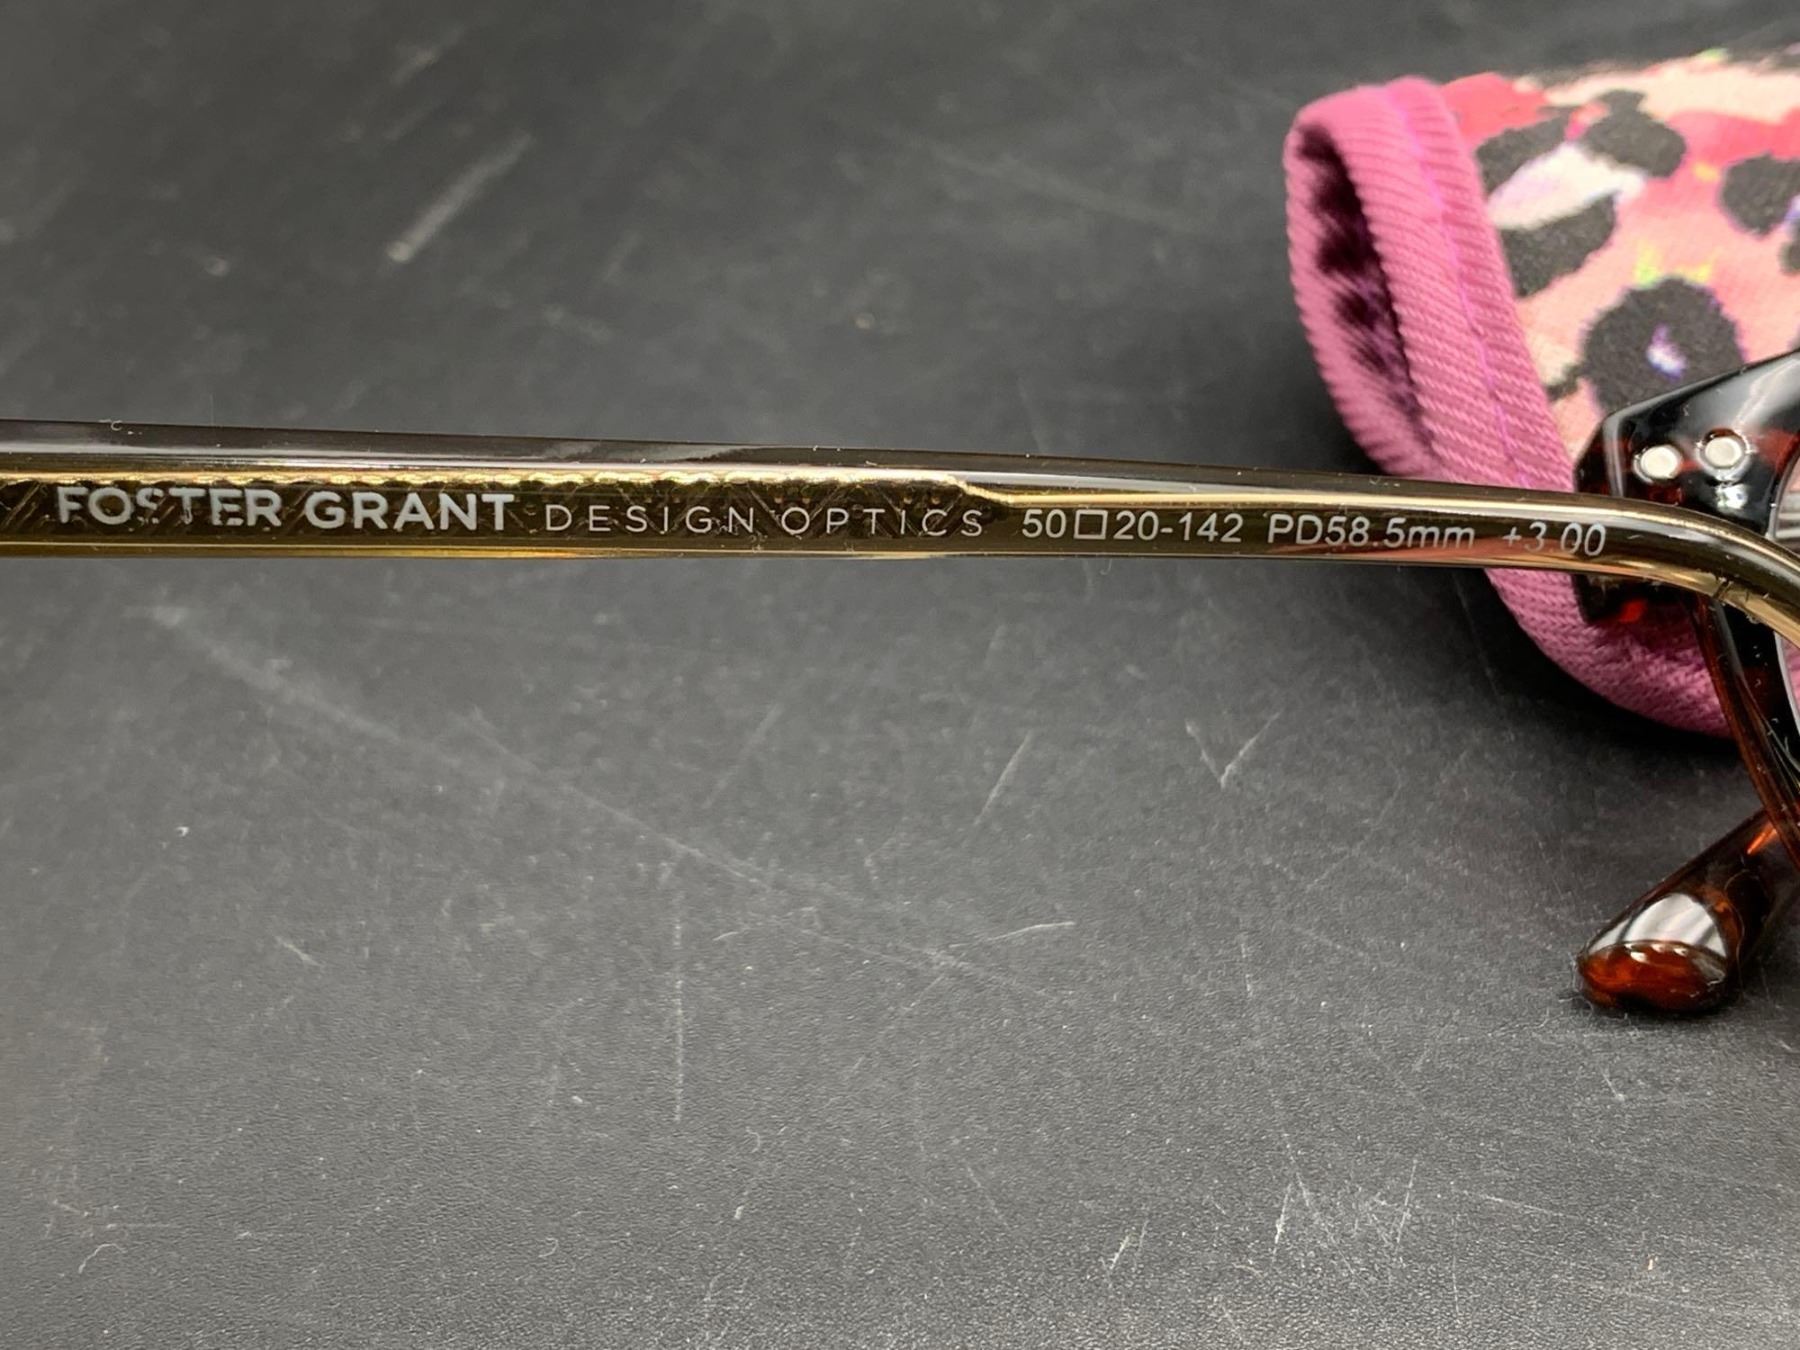 FOSTER GRANT DESIGN OPTICS 50□20-142 PD58.5mm +3.00